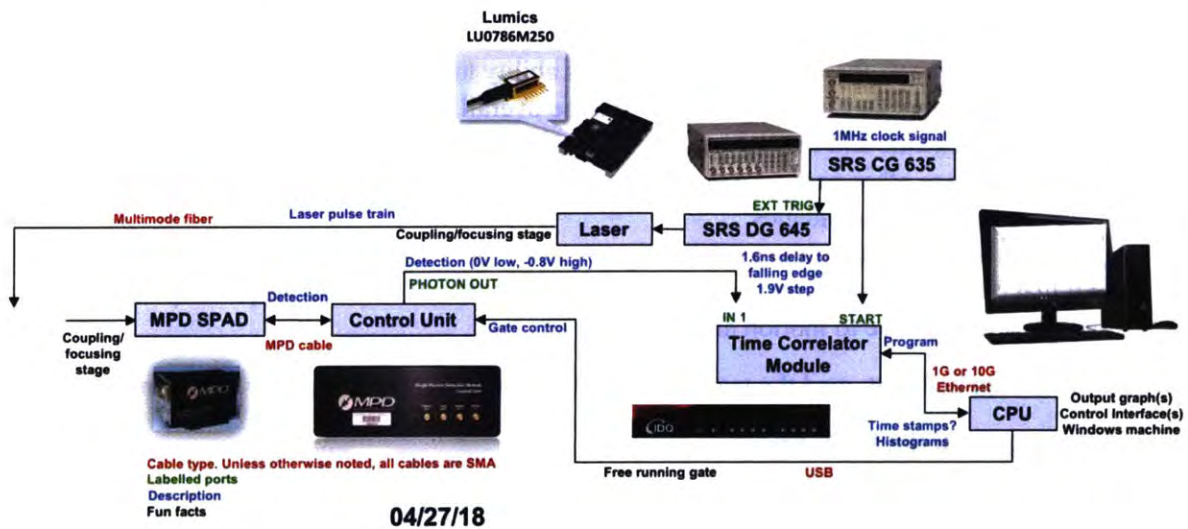 Lumics
LU0786M250
1MHz clock signal
SRS CG 635
EXT TRIG
Multimode fiber
Laser pulse train
Coupling/focusing stage
Laser
SRS DG 645
1.6ns delay to
falling edge
1.9V step
Detection (0V low, -0.8V high)
PHOTON OUT
Detection
MPD SPAD
Control Unit
Gate control
IN 1
START
Time Correlator
Module
Program
Coupling/
focusing
stage
MPD cable
1G or 10G
Ethernet
CPU
Output graph(s)
Control Interface(s)
Windows machine
Time stamps?
Histograms
MPD
MPD
IDQ
Free running gate
USB
Cable type. Unless otherwise noted, all cables are SMA
Labelled ports
Description
Fun facts
04/27/18